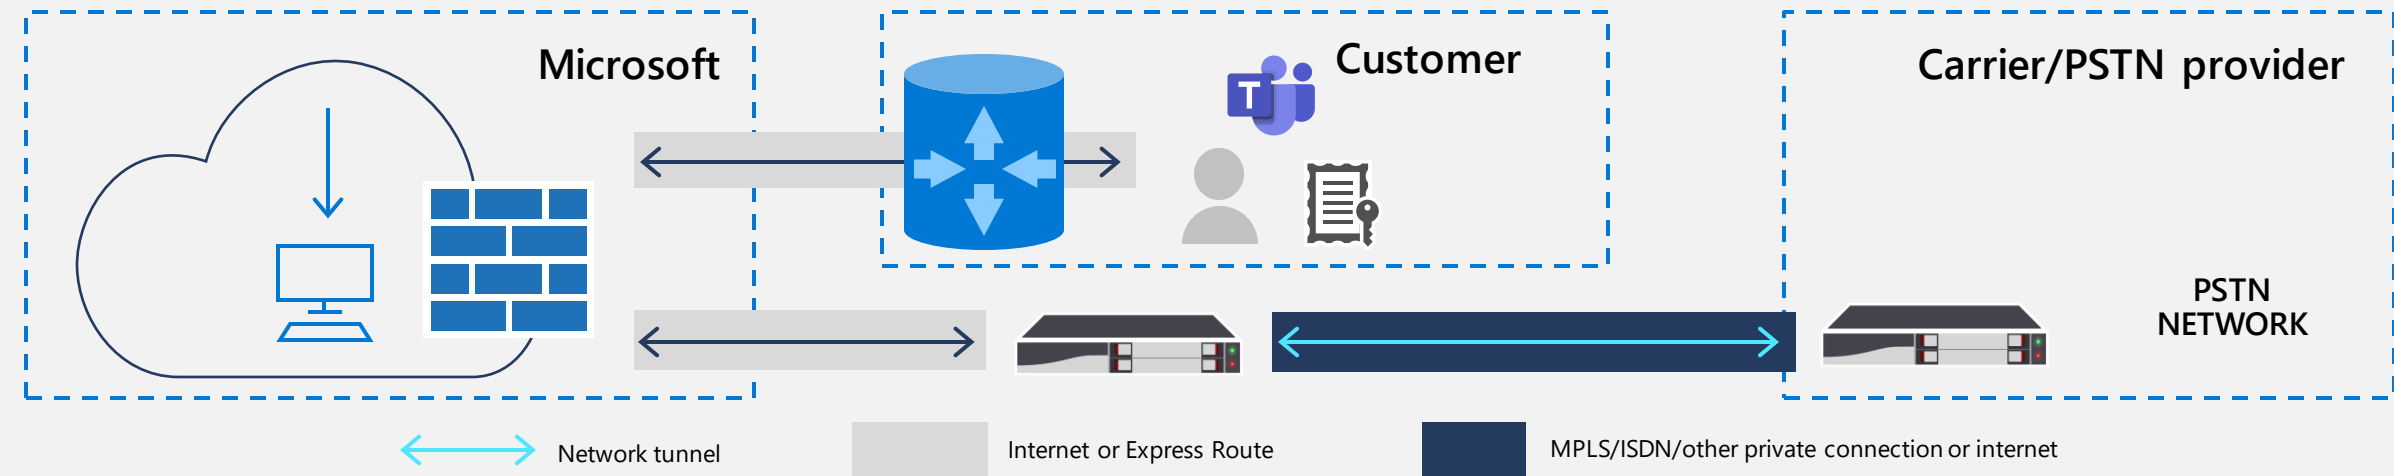 Microsoft
Customer
Carrier/PSTN provider
T
PSTN
NETWORK
Network tunnel
Internet or Express Route
MPLS/ISDN/other private connection or internet